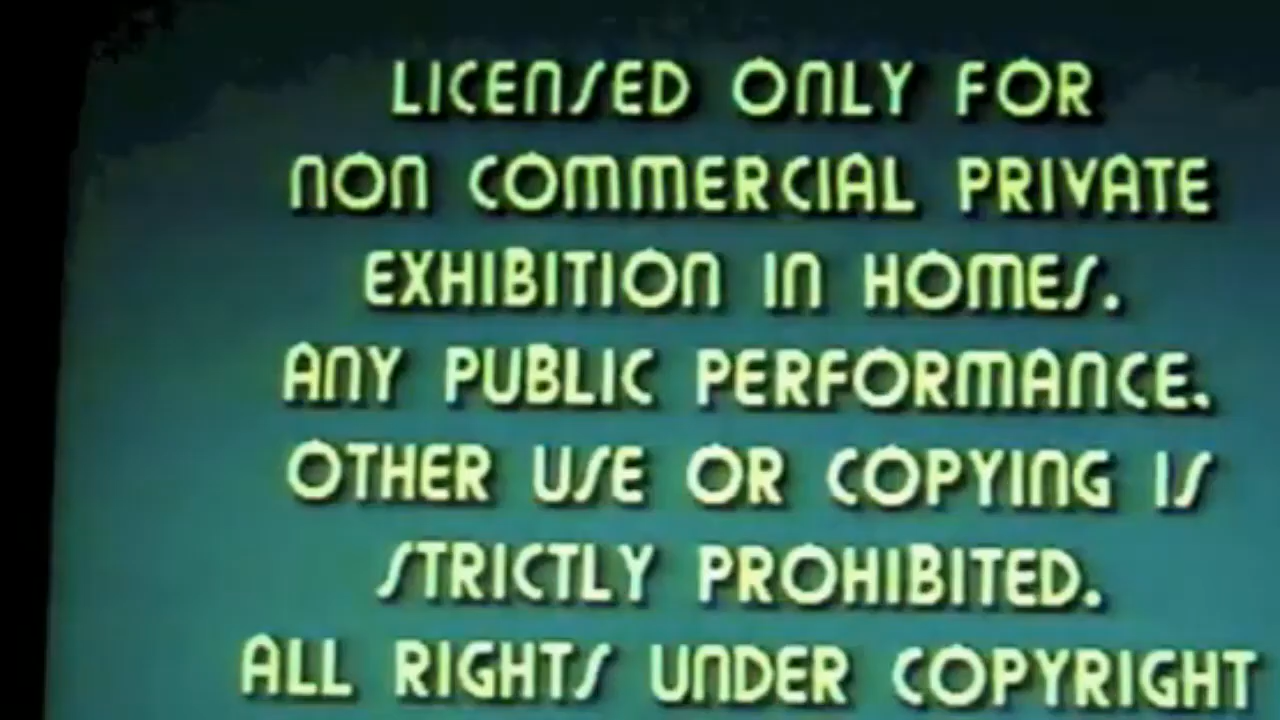 LICENSED ONLY FOR
NON COMMERCIAL PRIVATE
EXHIBITION IN HOMES.
ANY PUBLIC PERFORMANCE.
OTHER USE OR COPYING IS
STRICTLY PROHIBITED.
ALL RIGHTS UNDER COPYRIGHT